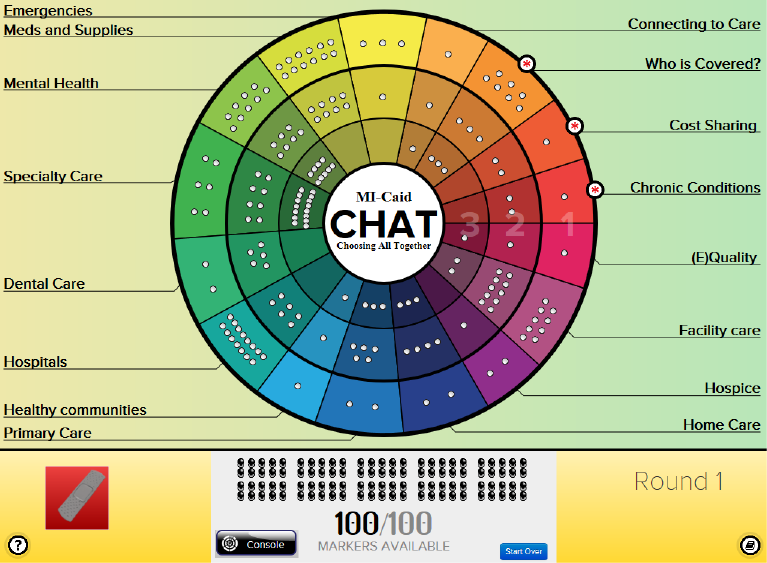 Emergencies
Meds and Supplies
Mental Health
Specialty Care
Dental Care
Hospitals
Healthy communities
Primary Care
Connecting to Care
Who is Covered?
Cost Sharing
Chronic Conditions
(E)Quality
Facility care
Hospice
Home Care
MI-Caid
CHAT
Choosing All Together
3 2 1
100/100
MARKERS AVAILABLE
Console
Start Over
Round 1
?